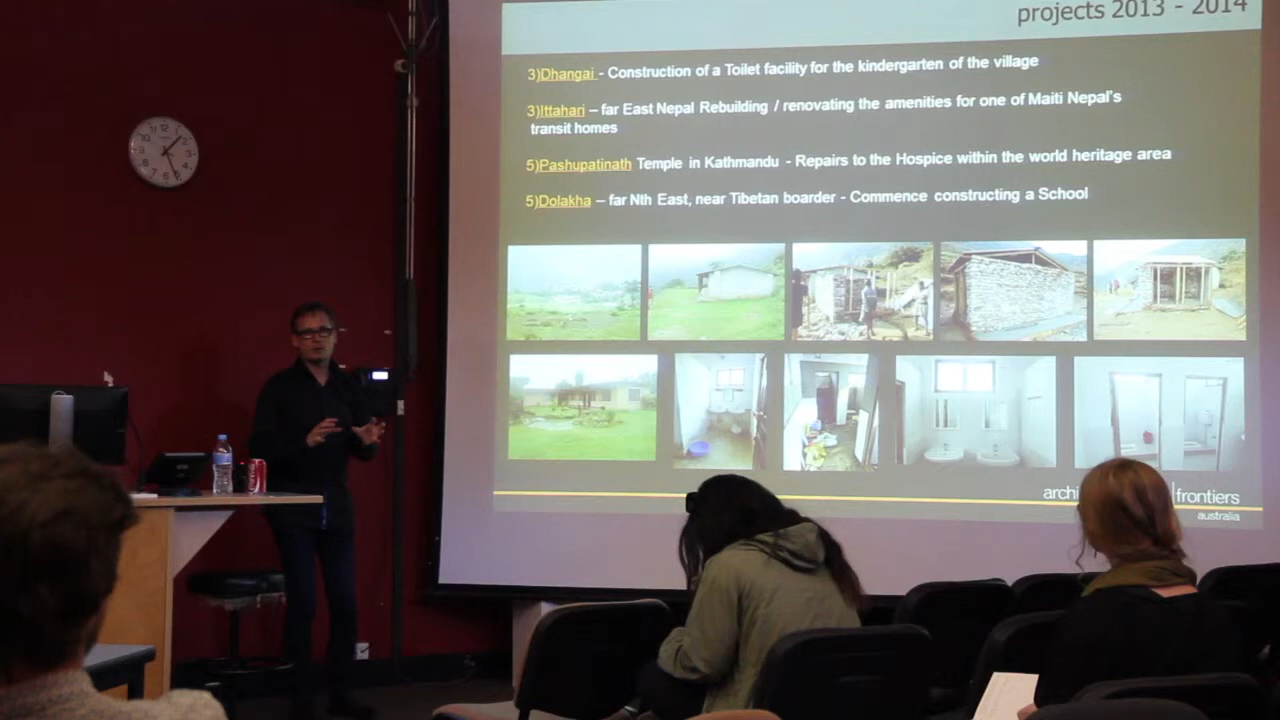 projects 2013 - 2014
3)Dhangai - Construction of a Toilet facility for the kindergarten of the village
3)Ittahari – far East Nepal Rebuilding / renovating the amenities for one of Maiti Nepal's
transit homes
5)Pashupatinath Temple in Kathmandu - Repairs to the Hospice within the world heritage area
5)Dolakha – far Nth East, near Tibetan boarder - Commence constructing a School
frontiers
australia